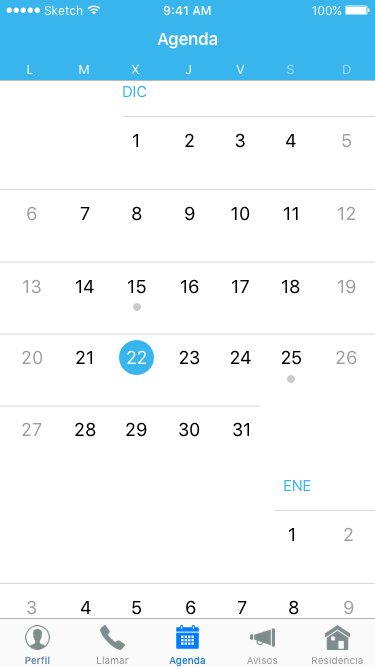 Sketch 9:41 AM 100%
Agenda
L M X J V S D
DIC
1 2 3 4 5
6 7 8 9 10 11 12
13 14 15 16 17 18 19
20 21 22 23 24 25 26
27 28 29 30 31
ENE
1 2
3 4 5 6 7 8 9
Perfil Llamar Agenda Avisos Residencia